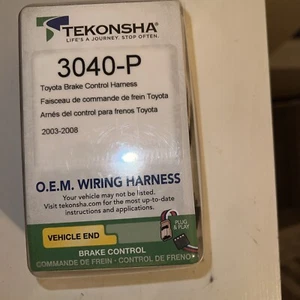 TEKONSHA®
LIFE'S A JOURNEY. STOP OFTEN.
3040-P
Toyota Brake Control Harness
Faisceau de commande de frein Toyota
Arnés del control para frenos Toyota
2003-2008
O.E.M. WIRING HARNESS
Your vehicle may not be listed.
Visit tekonsha.com for the most up-to-date
instructions and applications.
PLUG & PLAY
VEHICLE END
BRAKE CONTROL
COMMANDE DE FREIN - CONTROL DE FRENO